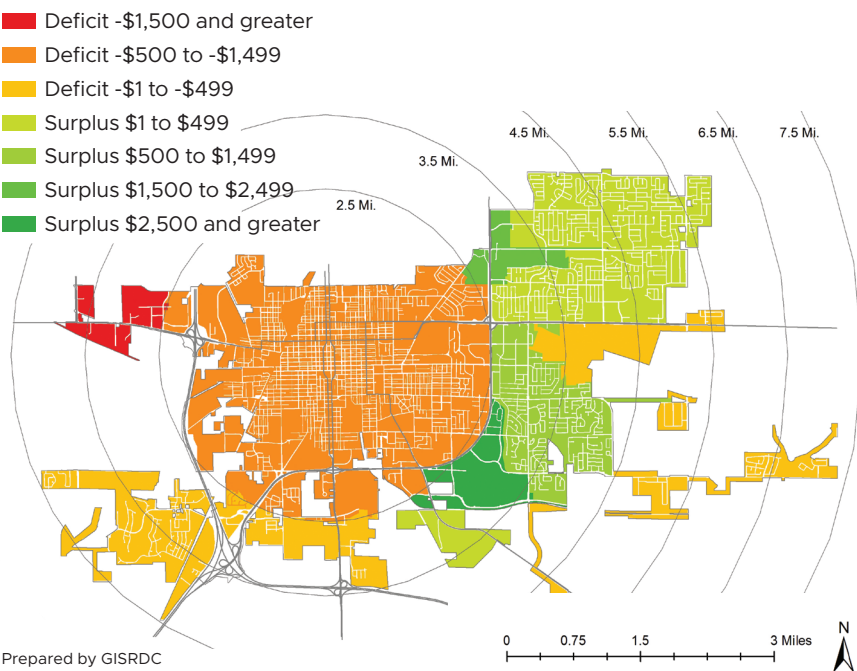 Deficit -$1,500 and greater
Deficit -$500 to -$1,499
Deficit -$1 to -$499
Surplus $1 to $499
Surplus $500 to $1,499
Surplus $1,500 to $2,499
Surplus $2,500 and greater
2.5 Mi.
3.5 Mi.
4.5 Mi.
5.5 Mi.
6.5 Mi.
7.5 Mi.
Prepared by GISRDC
0 0.75 1.5 3 Miles
N